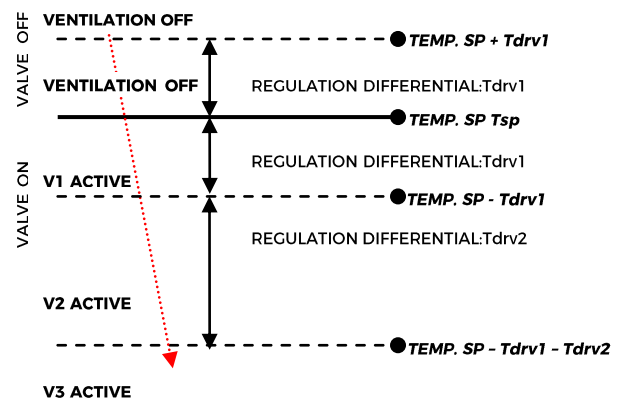 VENTILATION OFF
TEMP. SP + Tdrv1
VALVE OFF
VENTILATION OFF
REGULATION DIFFERENTIAL:Tdrv1
TEMP. SP Tsp
REGULATION DIFFERENTIAL:Tdrv1
VALVE ON
V1 ACTIVE
TEMP. SP - Tdrv1
REGULATION DIFFERENTIAL:Tdrv2
V2 ACTIVE
TEMP. SP – Tdrv1 – Tdrv2
V3 ACTIVE